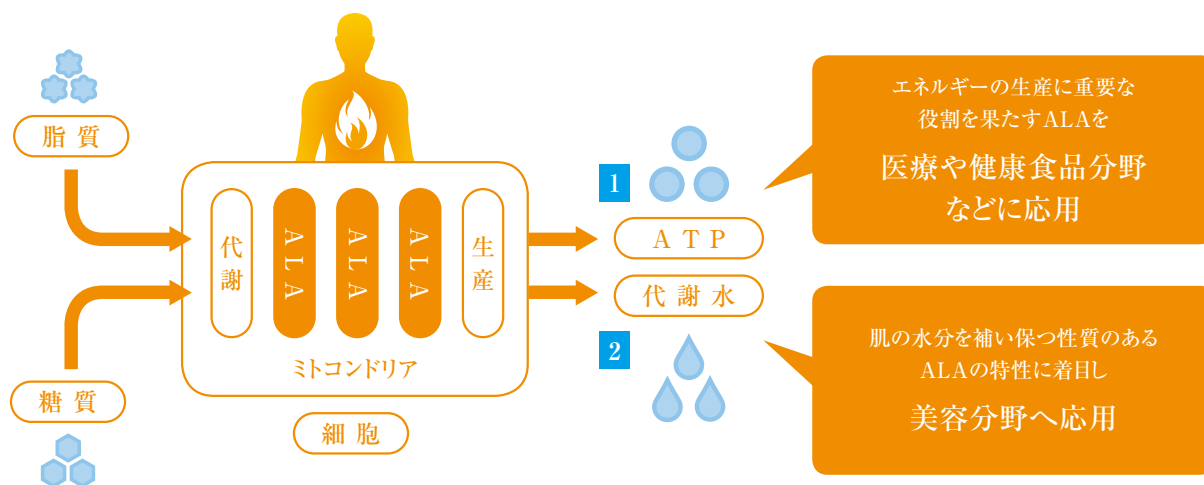 脂質
糖質
代謝
ALA
ALA
ALA
生産
ミトコンドリア
細胞
1
ATP
代謝水
2
エネルギーの生産に重要な
役割を果たすALAを
医療や健康食品分野
などに応用
肌の水分を補い保つ性質のある
ALAの特性に着目し
美容分野へ応用